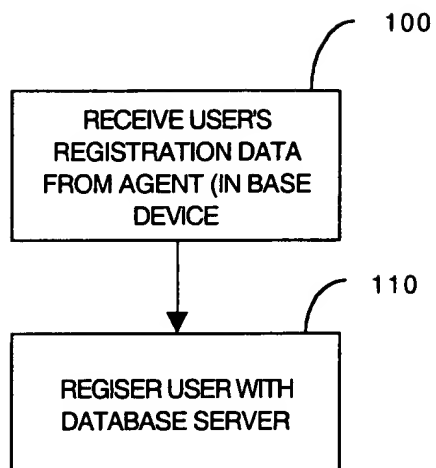 100
RECEIVE USER'S
REGISTRATION DATA
FROM AGENT (IN BASE
DEVICE
110
REGISER USER WITH
DATABASE SERVER